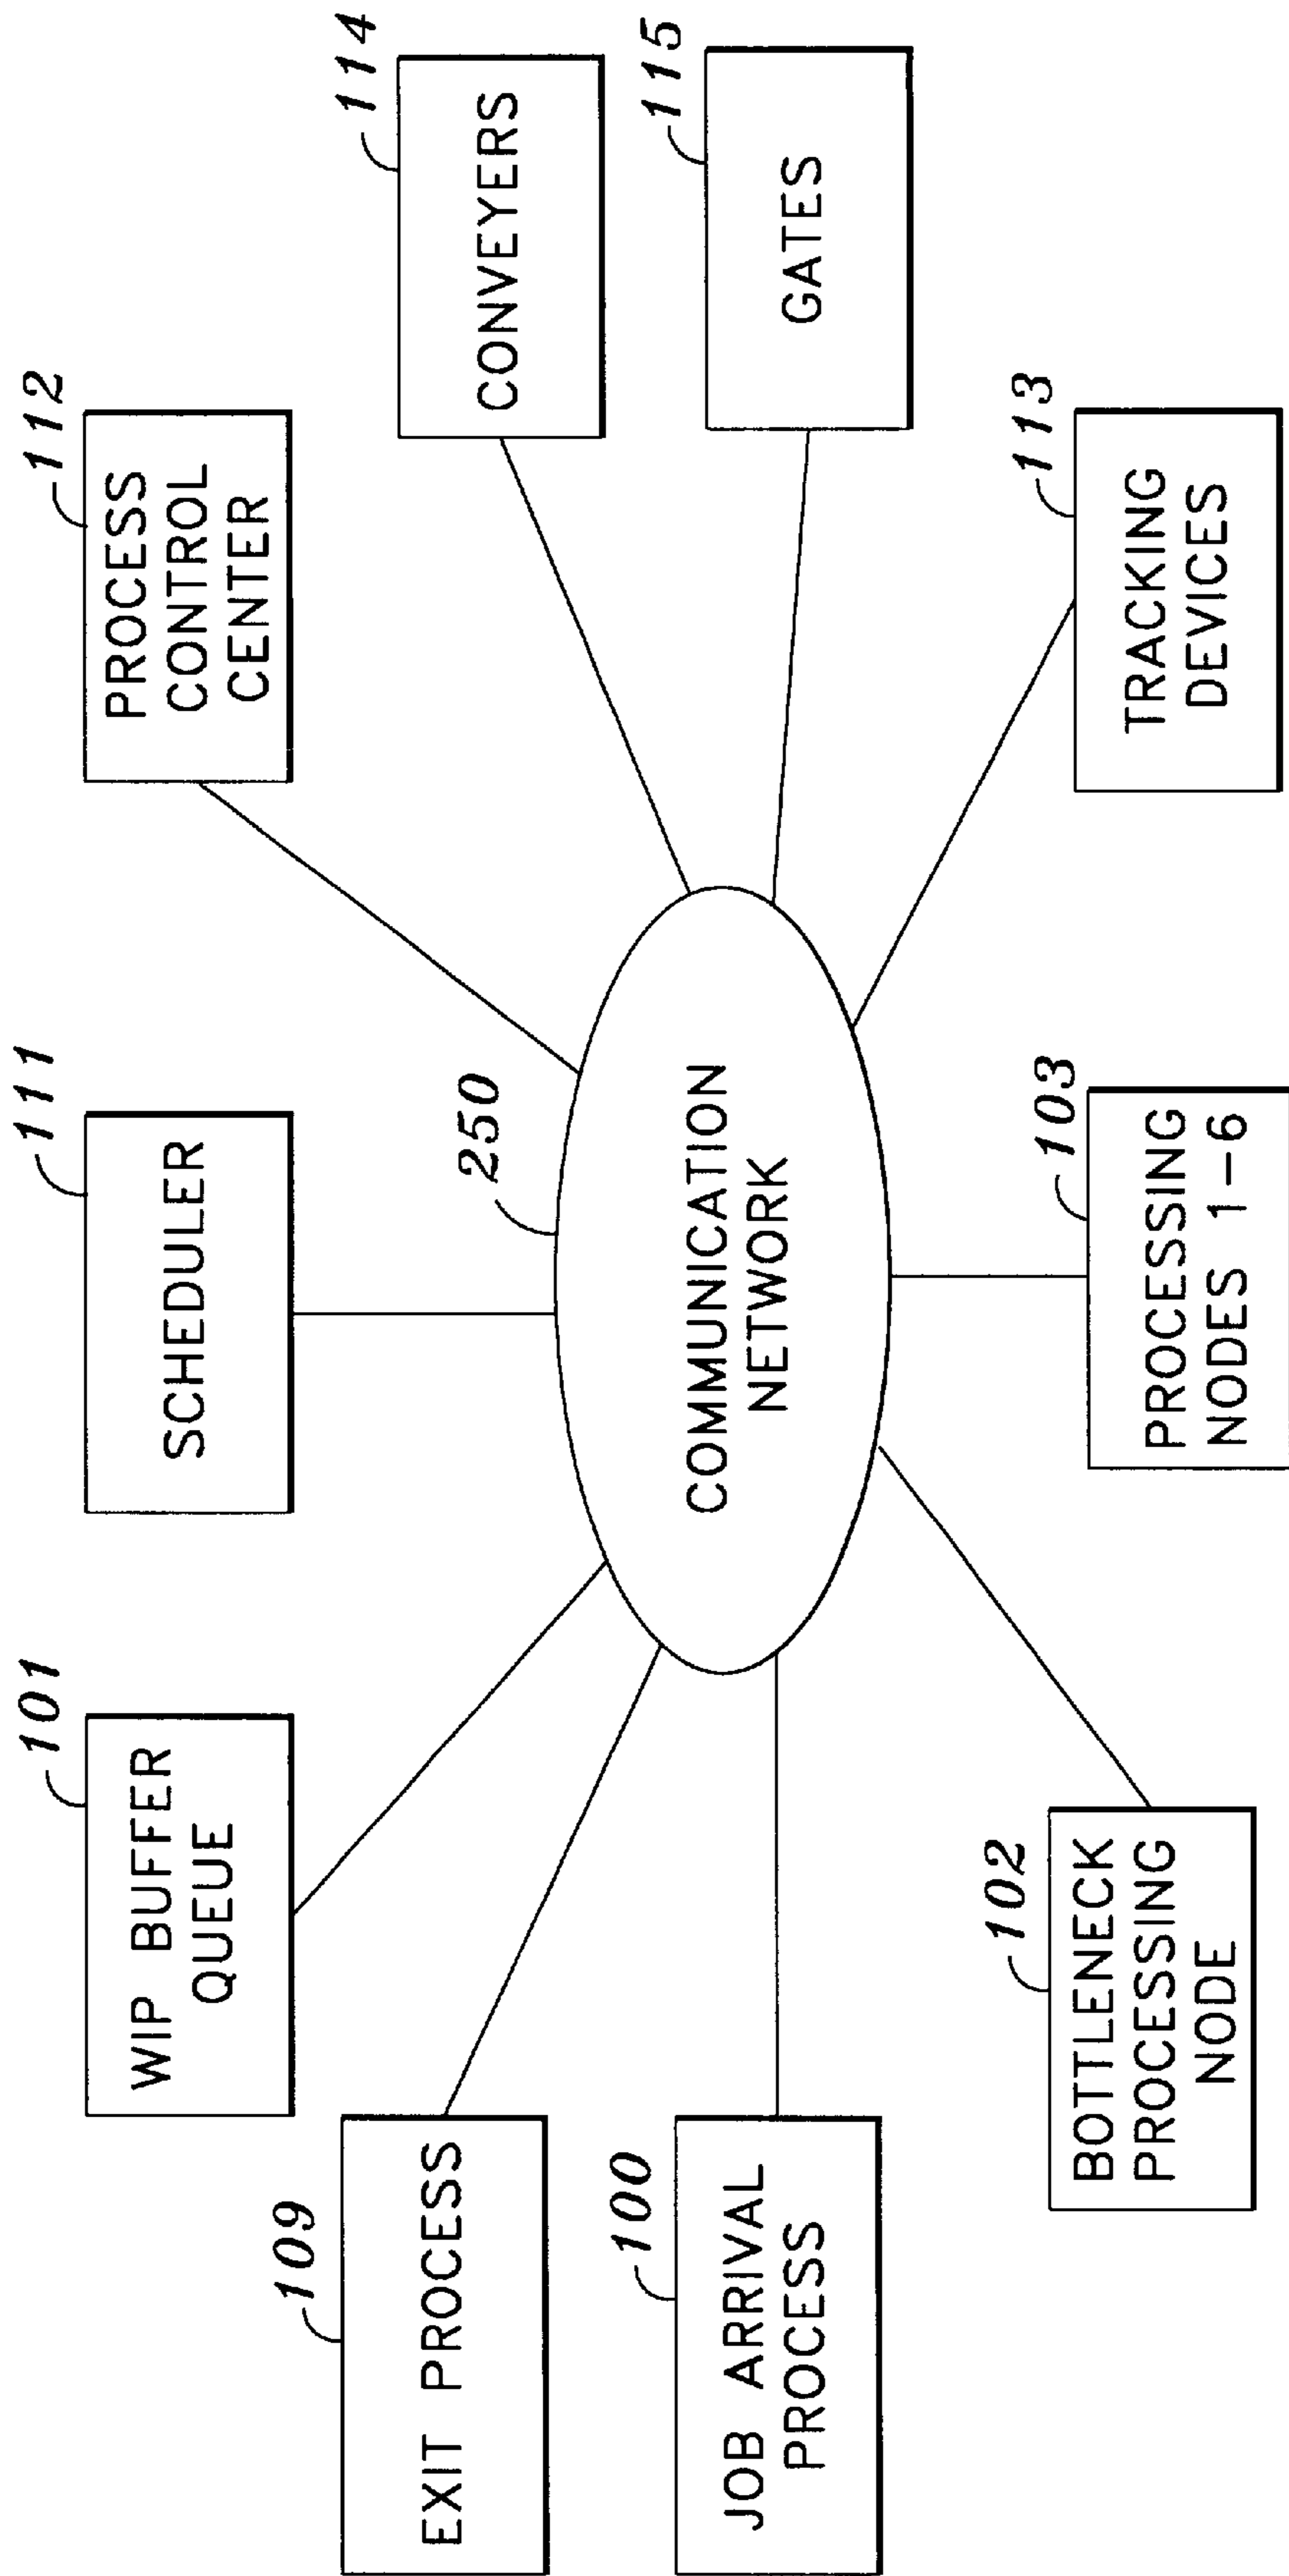 101
WIP BUFFER
QUEUE
111
SCHEDULER
112
PROCESS
CONTROL
CENTER
109
EXIT PROCESS
114
CONVEYERS
250
COMMUNICATION
NETWORK
100
JOB ARRIVAL
PROCESS
115
GATES
102
BOTTLENECK
PROCESSING
NODE
103
PROCESSING
NODES 1-6
113
TRACKING
DEVICES